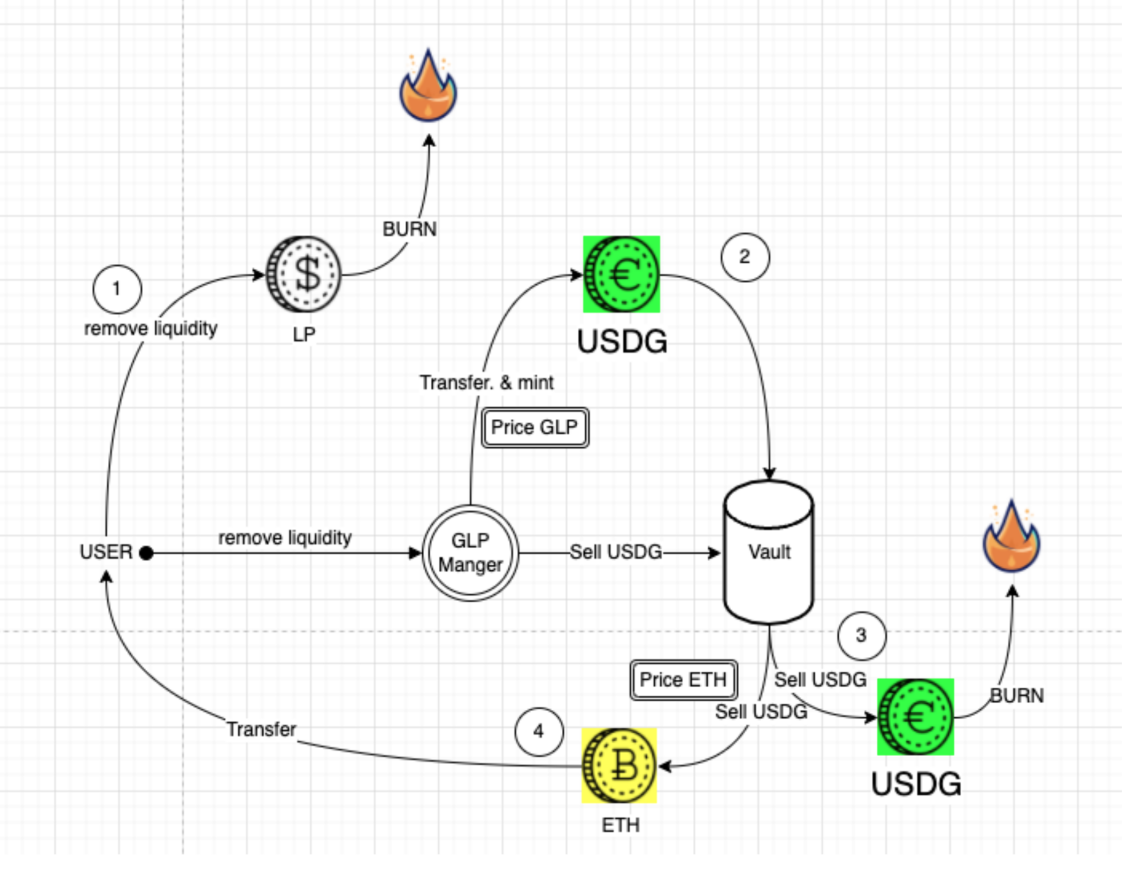 BURN
2
1
remove liquidity
LP
USDG
Transfer. & mint
Price GLP
USER
remove liquidity
GLP
Manger
Sell USDG
Vault
3
Price ETH
Sell USDG
Sell USDG
BURN
Transfer
4
USDG
ETH